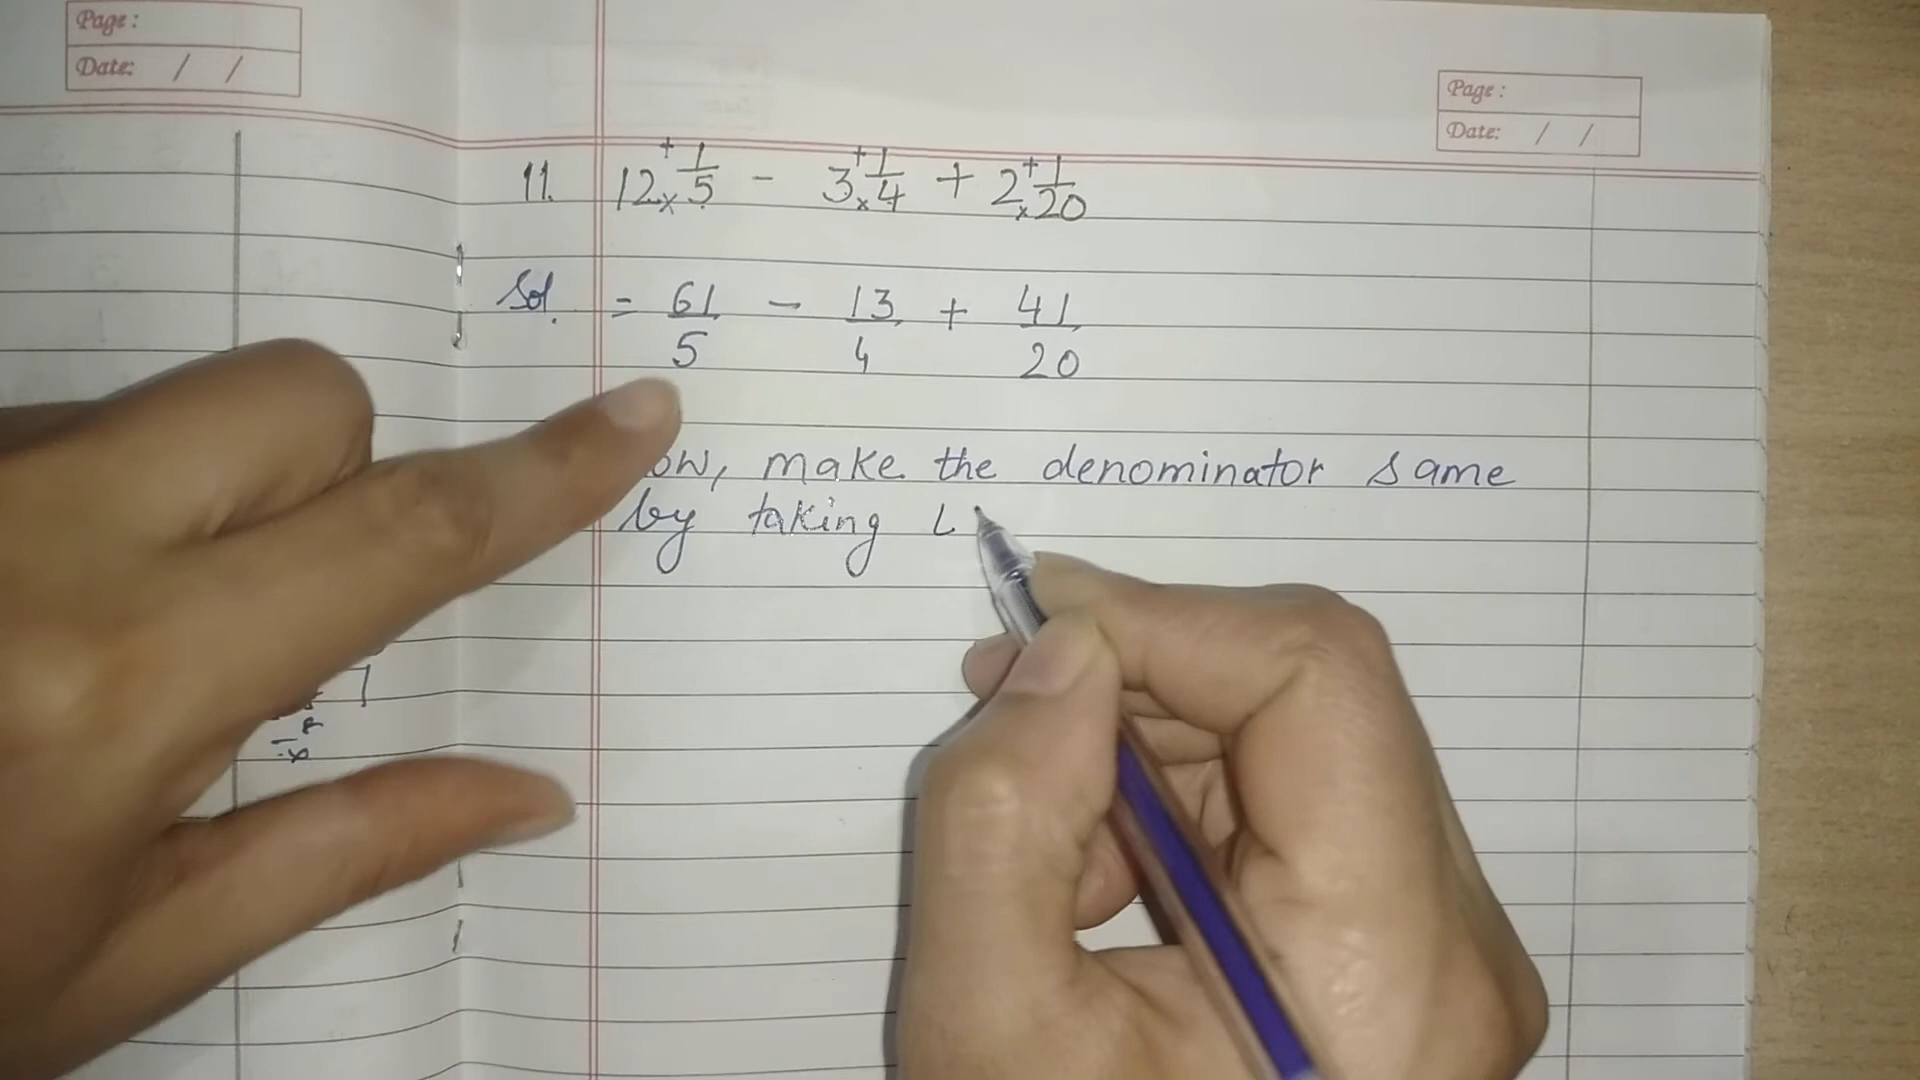 Page :
Date: / /
Page :
Date: / /
11. 12 1/5 - 3 1/4 + 2 1/20
Sol. = 61/5 - 13/4 + 41/20
ow, make the denominator same
by taking L